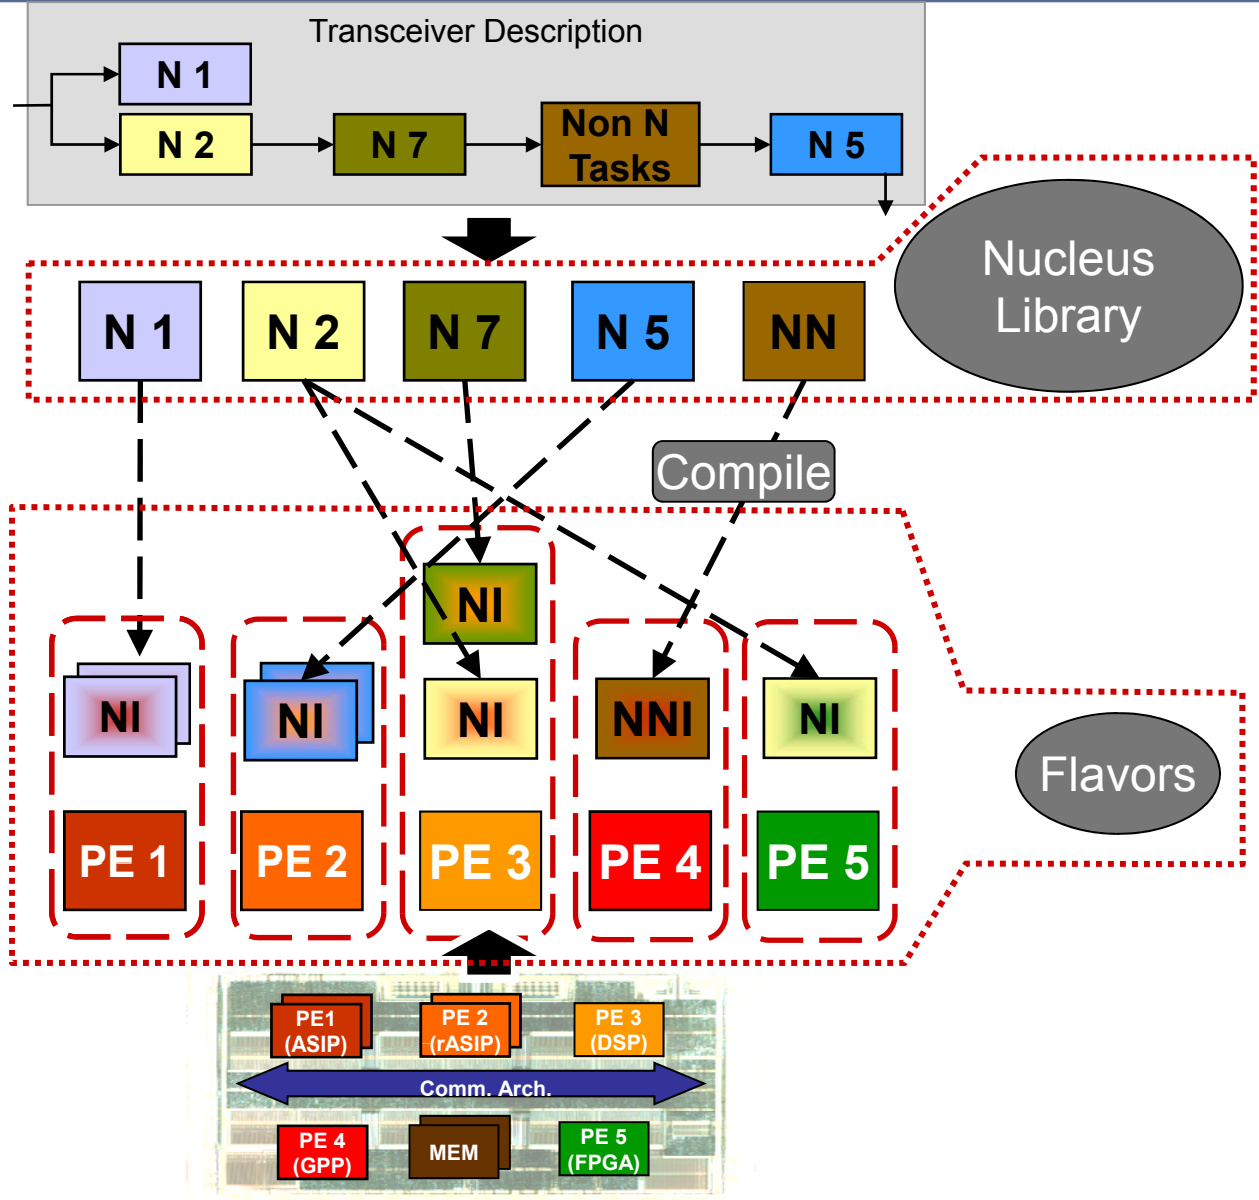 Transceiver Description
N 1
N 2
N 7
Non N
Tasks
N 5
Nucleus
Library
N 1
N 2
N 7
N 5
NN
Compile
NI
NI
NI
NI
NNI
NI
Flavors
PE 1
PE 2
PE 3
PE 4
PE 5
PE1
(ASIP)
PE 2
(rASIP)
PE 3
(DSP)
Comm. Arch.
PE 4
(GPP)
MEM
PE 5
(FPGA)